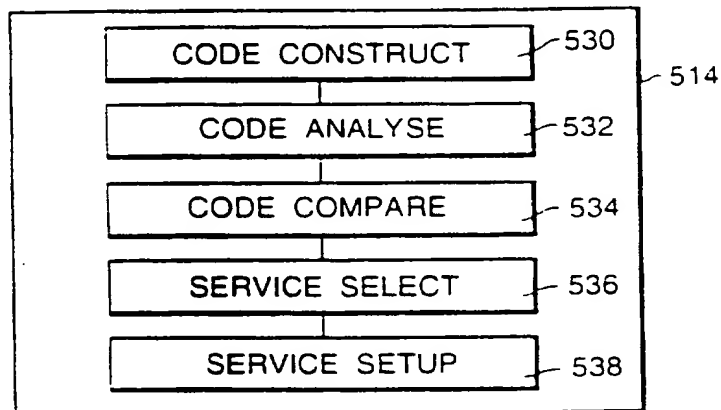 CODE CONSTRUCT 530
514
CODE ANALYSE 532
CODE COMPARE 534
SERVICE SELECT 536
SERVICE SETUP 538